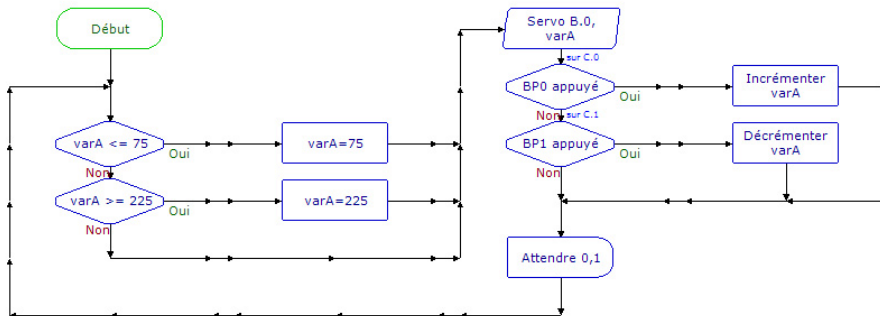 Début
varA <= 75
Oui
Non
varA=75
varA >= 225
Oui
Non
varA=225
Servo B.0,
varA
sur C.0
BP0 appuyé
Oui
Non
Incrémenter
varA
sur C.1
BP1 appuyé
Oui
Non
Décrémenter
varA
Attendre 0,1